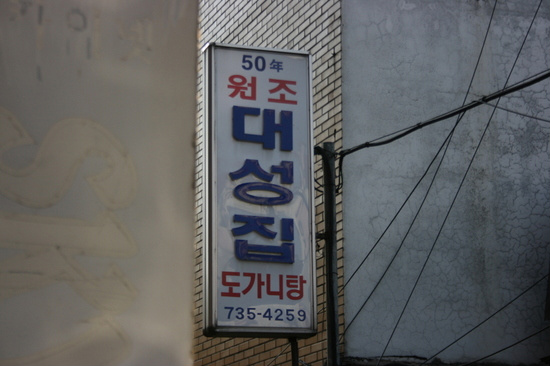 50年
원조
대성집
도가니탕
735-4259